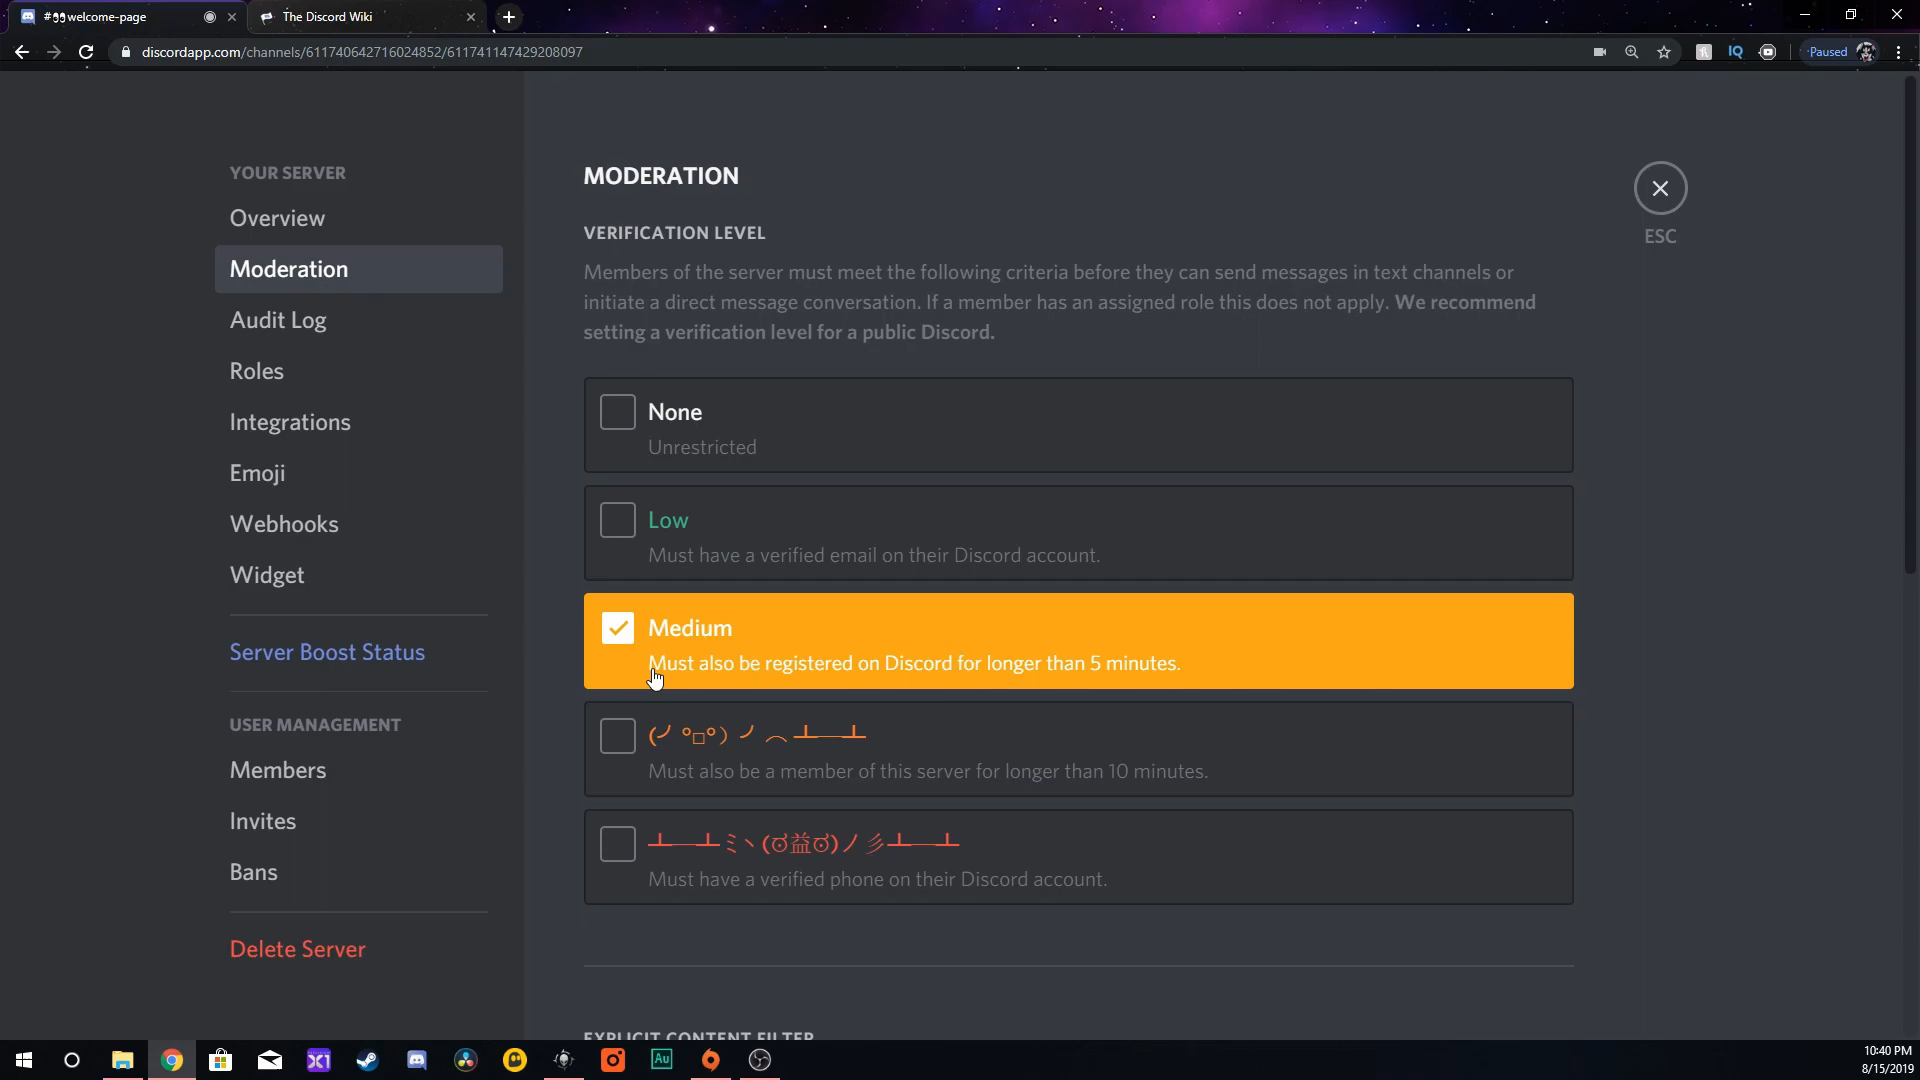 #👀welcome-page
The Discord Wiki
discordapp.com/channels/611740642716024852/611741147429208097
IQ
Paused
YOUR SERVER
Overview
Moderation
Audit Log
Roles
Integrations
Emoji
Webhooks
Widget
Server Boost Status
USER MANAGEMENT
Members
Invites
Bans
Delete Server
MODERATION
ESC
VERIFICATION LEVEL
Members of the server must meet the following criteria before they can send messages in text channels or
initiate a direct message conversation. If a member has an assigned role this does not apply. We recommend
setting a verification level for a public Discord.
None
Unrestricted
Low
Must have a verified email on their Discord account.
Medium
Must also be registered on Discord for longer than 5 minutes.
(╯°□°）╯︵ ┻━┻
Must also be a member of this server for longer than 10 minutes.
┻━┻ミヽ(ಠ益ಠ)ノ彡┻━┻
Must have a verified phone on their Discord account.
EXPLICIT CONTENT FILTER
X1
Au
10:40 PM
8/15/2019